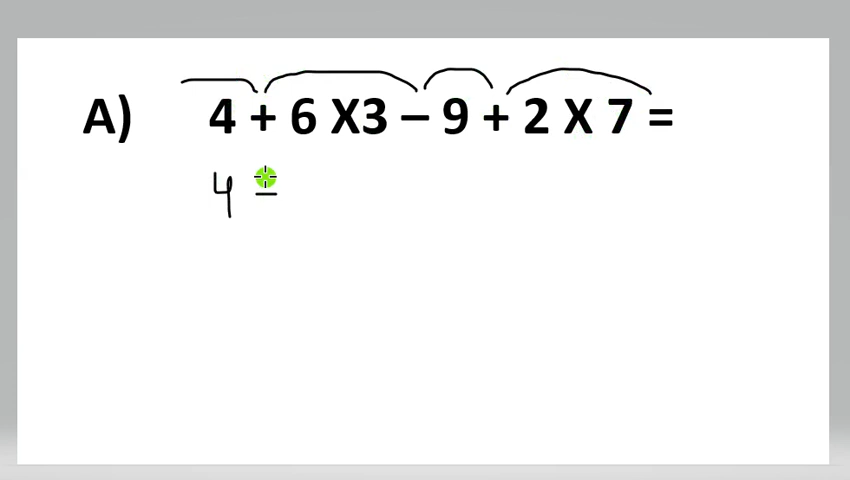 A) 4 + 6 X3 – 9 + 2 X 7 =
4 –